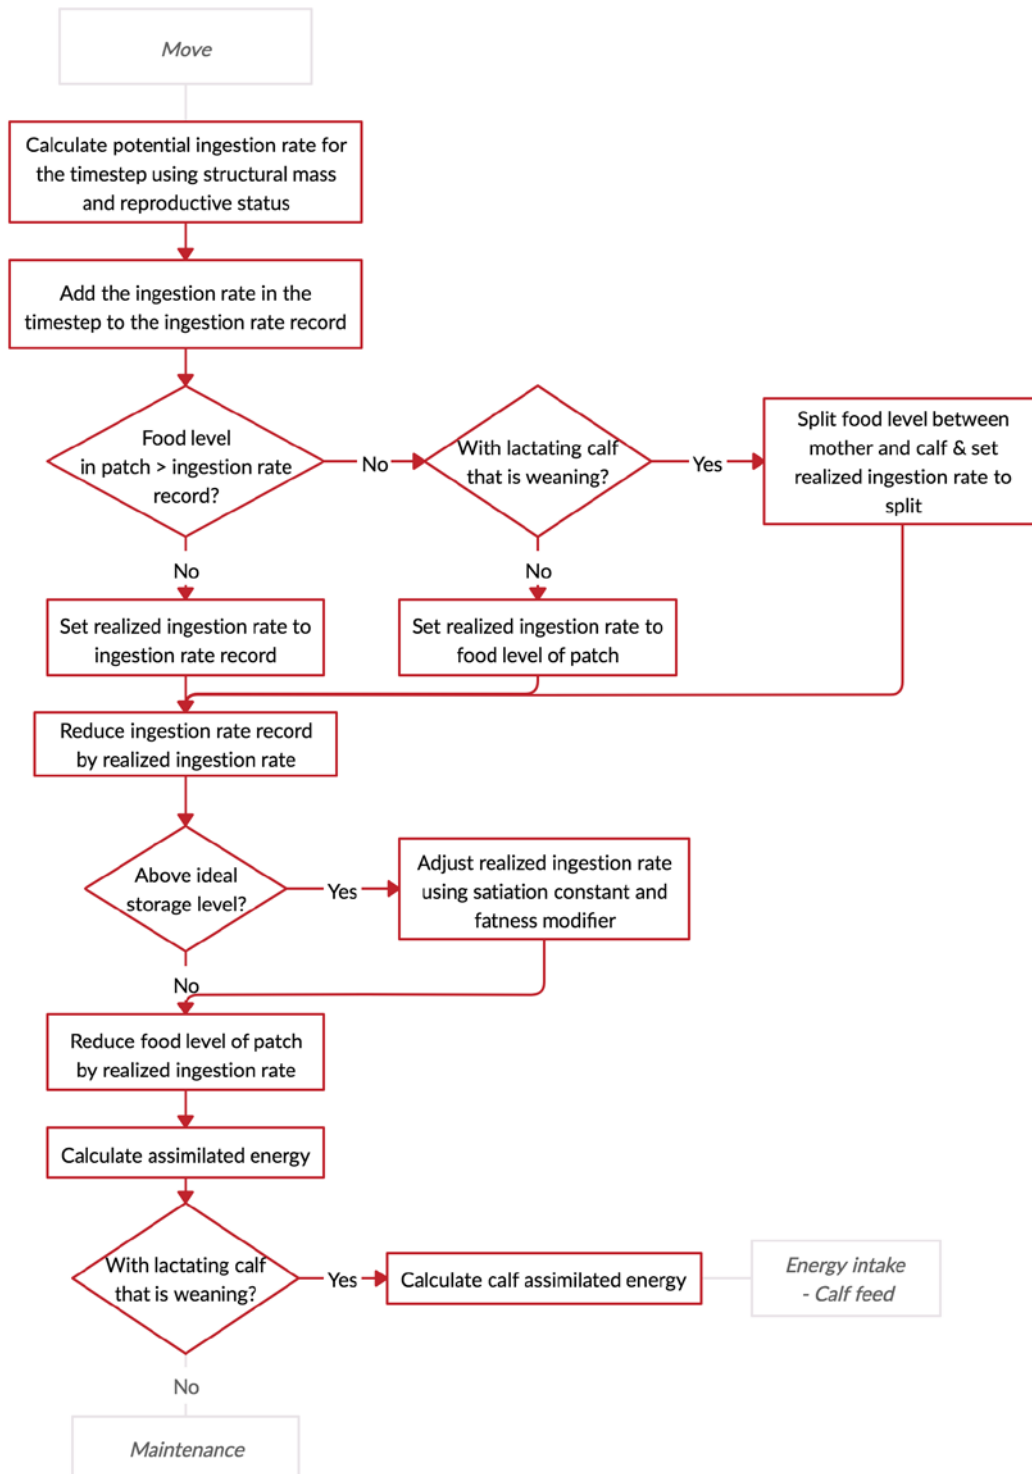 Move
Calculate potential ingestion rate for
the timestep using structural mass
and reproductive status
Add the ingestion rate in the
timestep to the ingestion rate record
Food level
in patch > ingestion rate
record?
No
With lactating calf
that is weaning?
Yes
Split food level between
mother and calf & set
realized ingestion rate to
split
No
No
Set realized ingestion rate to
ingestion rate record
Set realized ingestion rate to
food level of patch
Reduce ingestion rate record
by realized ingestion rate
Above ideal
storage level?
Yes
Adjust realized ingestion rate
using satiation constant and
fatness modifier
No
Reduce food level of patch
by realized ingestion rate
Calculate assimilated energy
With lactating calf
that is weaning?
Yes
Calculate calf assimilated energy
Energy intake
- Calf feed
No
Maintenance